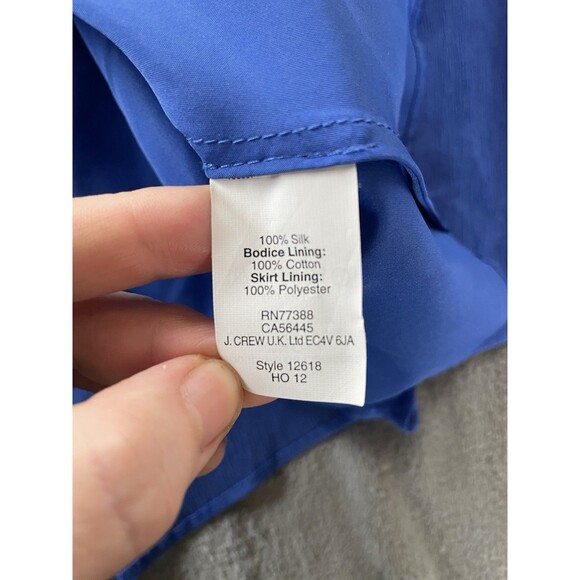 100% Silk
Bodice Lining:
100% Cotton
Skirt Lining:
100% Polyester
RN77388
CA56445
J. CREW U.K. Ltd EC4V 6JA
Style 12618
HO 12